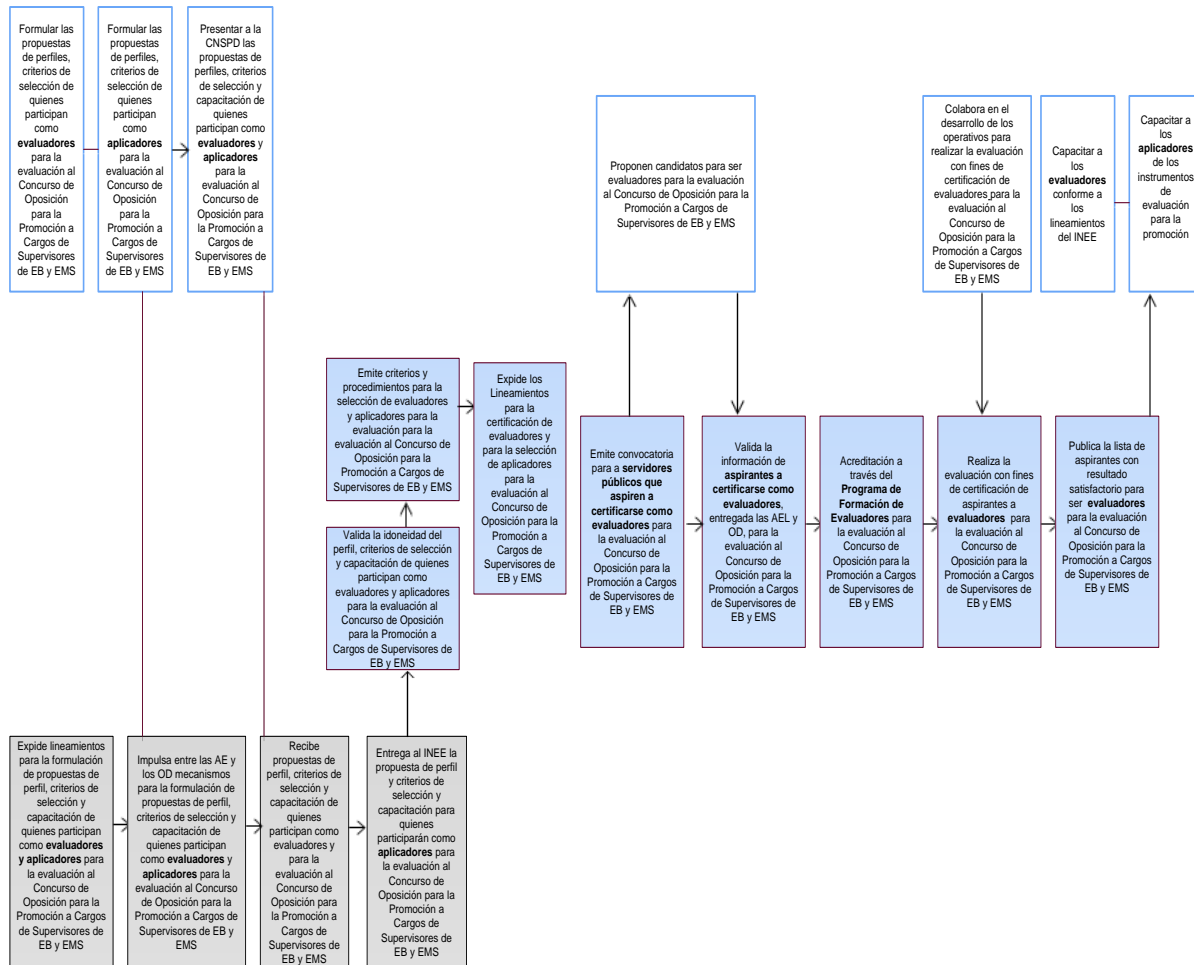 Formular las
propuestas
de perfiles,
criterios de
selección de
quienes
participan
como
evaluadores
para la
evaluación al
Concurso de
Oposición
para la
Promoción a
Cargos de
Supervisores
de EB y EMS
Formular las
propuestas
de perfiles,
criterios de
selección de
quienes
participan
como
aplicadores
para la
evaluación al
Concurso de
Oposición
para la
Promoción a
Cargos de
Supervisores
de EB y EMS
Presentar a la
CNSPD las
propuestas de
perfiles, criterios
de selección y
capacitación de
quienes
participan como
evaluadores y
aplicadores
para la
evaluación al
Concurso de
Oposición para
la Promoción a
Cargos de
Supervisores de
EB y EMS
Proponen candidatos para ser
evaluadores para la evaluación
al Concurso de Oposición para la
Promoción a Cargos de
Supervisores de EB y EMS
Colabora en el
desarrollo de los
operativos para
realizar la evaluación
con fines de
certificación de
evaluadores para la
evaluación al
Concurso de
Oposición para la
Promoción a Cargos
de Supervisores de
EB y EMS
Capacitar a
los
evaluadores
conforme a
los
lineamientos
del INEE
Capacitar a
los
aplicadores
de los
instrumentos
de
evaluación
para la
promoción
Emite criterios y
procedimientos para la
selección de evaluadores
y aplicadores para la
evaluación para la
evaluación al Concurso de
Oposición para la
Promoción a Cargos de
Supervisores de EB y EMS
Expide los
Lineamientos
para la
certificación de
evaluadores y
para la selección
de aplicadores
para la
evaluación al
Concurso de
Oposición para la
Promoción a
Cargos de
Supervisores de
EB y EMS
Valida la idoneidad del
perfil, criterios de selección
y capacitación de quienes
participan como
evaluadores y aplicadores
para la evaluación al
Concurso de Oposición
para la Promoción a
Cargos de Supervisores de
EB y EMS
Emite convocatoria
para a servidores
públicos que
aspiren a
certificarse como
evaluadores para
la evaluación al
Concurso de
Oposición para la
Promoción a Cargos
de Supervisores de
EB y EMS
Valida la
información de
aspirantes a
certificarse como
evaluadores,
entregada las AEL y
OD, para la
evaluación al
Concurso de
Oposición para la
Promoción a Cargos
de Supervisores de
EB y EMS
Acreditación a
través del
Programa de
Formación de
Evaluadores para
la evaluación al
Concurso de
Oposición para la
Promoción a Cargos
de Supervisores de
EB y EMS
Realiza la
evaluación con fines
de certificación de
aspirantes a
evaluadores para
la evaluación al
Concurso de
Oposición para la
Promoción a Cargos
de Supervisores de
EB y EMS
Publica la lista de
aspirantes con
resultado
satisfactorio para
ser evaluadores
para la evaluación
al Concurso de
Oposición para la
Promoción a Cargos
de Supervisores de
EB y EMS
Expide lineamientos
para la formulación
de propuestas de
perfil, criterios de
selección y
capacitación de
quienes participan
como evaluadores
y aplicadores para
la evaluación al
Concurso de
Oposición para la
Promoción a Cargos
de Supervisores de
EB y EMS
Impulsa entre las AE y
los OD mecanismos
para la formulación de
propuestas de perfil,
criterios de selección y
capacitación de
quienes participan
como evaluadores y
aplicadores para la
evaluación al Concurso
de Oposición para la
Promoción a Cargos de
Supervisores de EB y
EMS
Recibe
propuestas de
perfil, criterios de
selección y
capacitación de
quienes
participan como
evaluadores y
para la
evaluación al
Concurso de
Oposición para
la Promoción a
Cargos de
Supervisores de
EB y EMS
Entrega al INEE la
propuesta de perfil
y criterios de
selección y
capacitación para
quienes
participarán como
aplicadores para
la evaluación al
Concurso de
Oposición para la
Promoción a
Cargos de
Supervisores de
EB y EMS